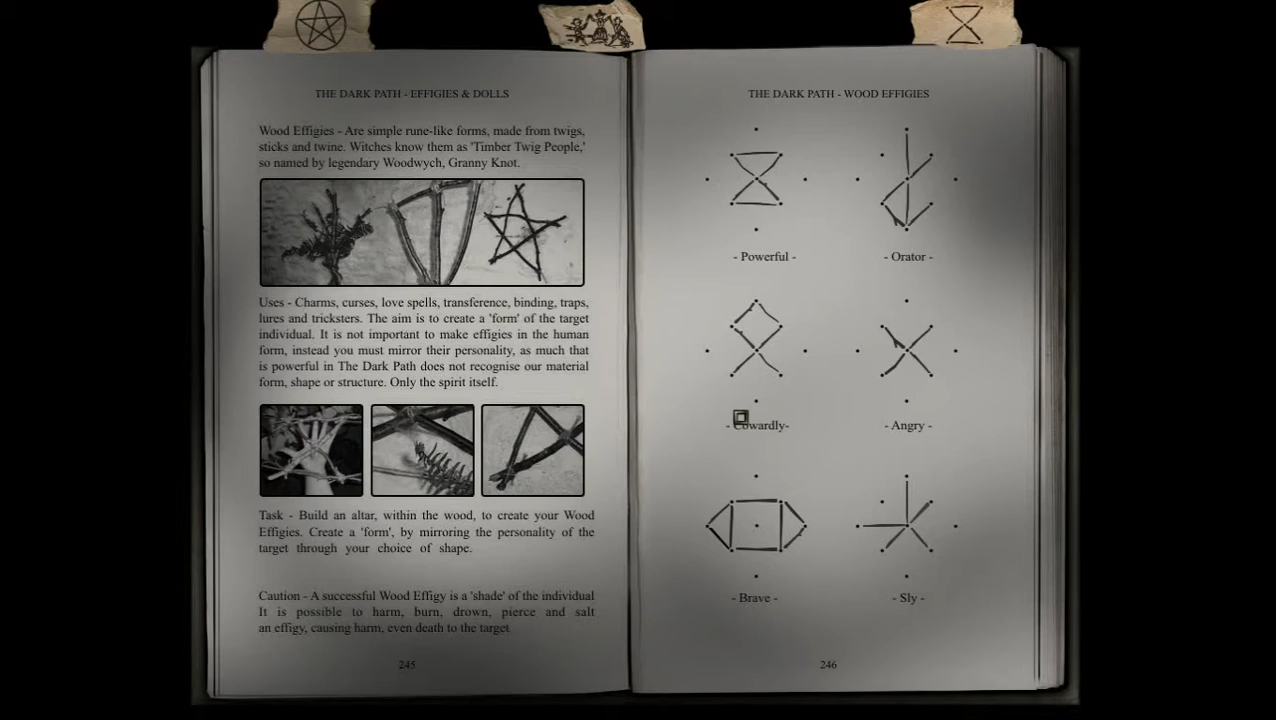 THE DARK PATH - EFFIGIES & DOLLS
Wood Effigies - Are simple rune-like forms, made from twigs,
sticks and twine. Witches know them as 'Timber Twig People,'
so named by legendary Woodwych, Granny Knot.
Uses - Charms, curses, love spells, transference, binding, traps,
lures and tricksters. The aim is to create a 'form' of the target
individual. It is not important to make effigies in the human
form, instead you must mirror their personality, as much that
is powerful in The Dark Path does not recognise our material
form, shape or structure. Only the spirit itself.
Task - Build an altar, within the wood, to create your Wood
Effigies. Create a 'form', by mirroring the personality of the
target through your choice of shape.
Caution - A successful Wood Effigy is a 'shade' of the individual
It is possible to harm, burn, drown, pierce and salt
an effigy, causing harm, even death to the target
245
THE DARK PATH - WOOD EFFIGIES
- Powerful -
- Orator -
- Cowardly-
- Angry -
- Brave -
- Sly -
246